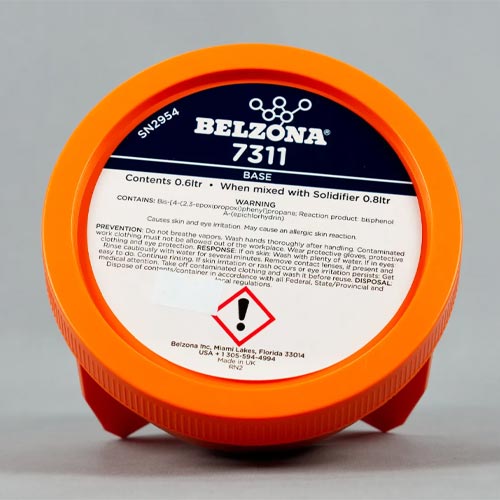 SN2954
BELZONA®
7311
BASE
Contents 0.6ltr • When mixed with Solidifier 0.8ltr
WARNING
CONTAINS: Bis-[4-(2,3-epoxipropoxi)phenyl]propane; Reaction product: bisphenol
A-(epichlorhydrin)
Causes skin and eye irritation. May cause an allergic skin reaction.
PREVENTION: Do not breathe vapors. Wash hands thoroughly after handling. Contaminated
work clothing must not be allowed out of the workplace. Wear protective gloves, protective
clothing and eye protection. RESPONSE: If on skin: Wash with plenty of water. If in eyes:
Rinse cautiously with water for several minutes. Remove contact lenses, if present and
easy to do. Continue rinsing. If skin irritation or rash occurs or eye irritation persists: Get
medical attention. Take off contaminated clothing and wash it before reuse. DISPOSAL:
Dispose of contents/container in accordance with all Federal, State/Provincial and
local regulations.
Belzona Inc, Miami Lakes, Florida 33014
USA + 1 305-594-4994
Made in UK
RN2